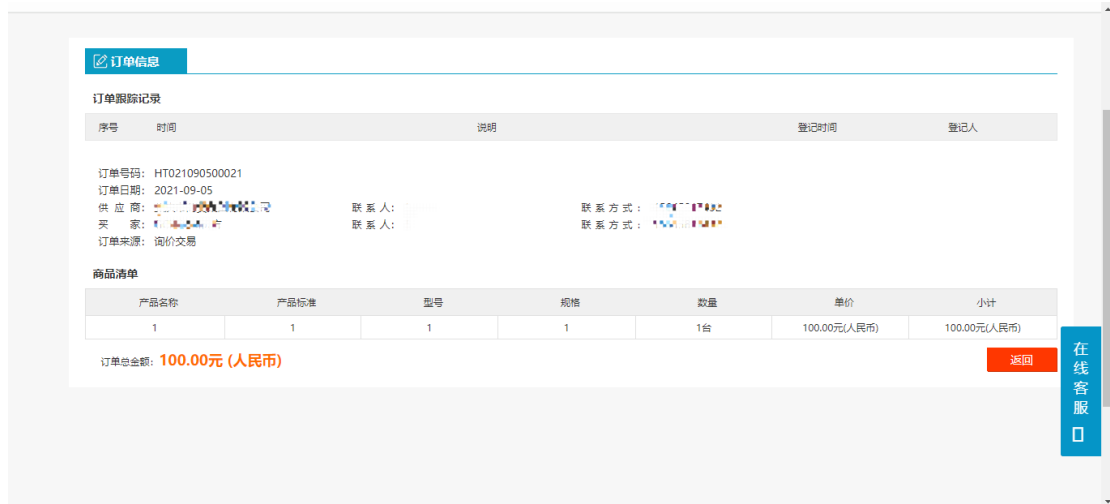 订单信息
订单跟踪记录
序号 时间 说明 登记时间 登记人
订单号码: HT021090500021
订单日期: 2021-09-05
供 应 商: 联 系 人: 联 系 方 式 :
买 家: 联 系 人: 联 系 方 式 :
订单来源: 询价交易
商品清单
产品名称 产品标准 型号 规格 数量 单价 小计
1 1 1 1 1台 100.00元(人民币) 100.00元(人民币)
订单总金额: 100.00元 (人民币)
返回
在线客服